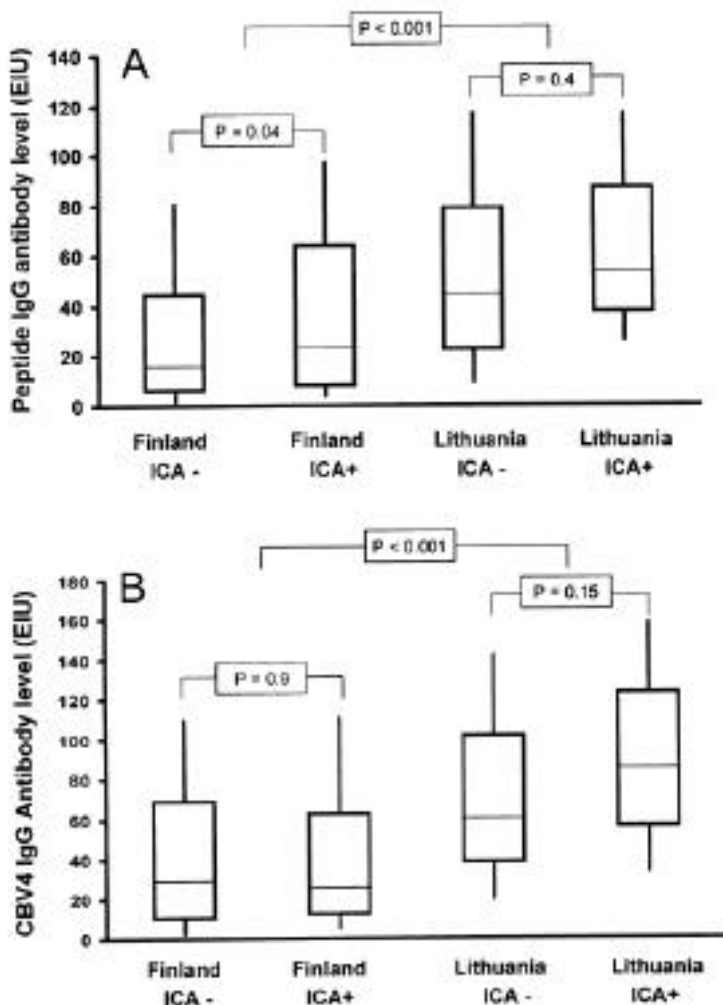 P < 0.001
A
P = 0.4
P = 0.04
Peptide IgG antibody level (EIU)
140
120
100
80
60
40
20
0
Finland ICA -
Finland ICA+
Lithuania ICA -
Lithuania ICA+
P < 0.001
B
P = 0.15
P = 0.9
CBV4 IgG Antibody level (EIU)
180
160
140
120
100
80
60
40
20
0
Finland ICA -
Finland ICA+
Lithuania ICA -
Lithuania ICA+